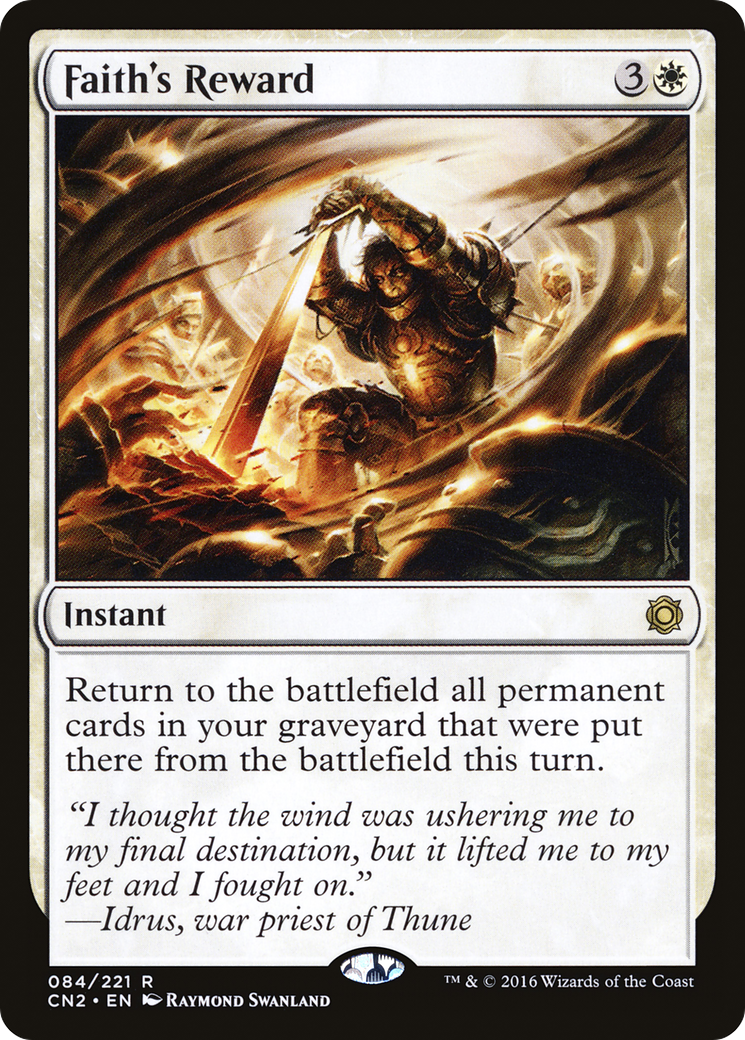 Faith's Reward
3
Instant
Return to the battlefield all permanent
cards in your graveyard that were put
there from the battlefield this turn.
“I thought the wind was ushering me to
my final destination, but it lifted me to my
feet and I fought on.”
—Idrus, war priest of Thune
084/221 R
™ & © 2016 Wizards of the Coast
CN2 • EN Raymond Swanland